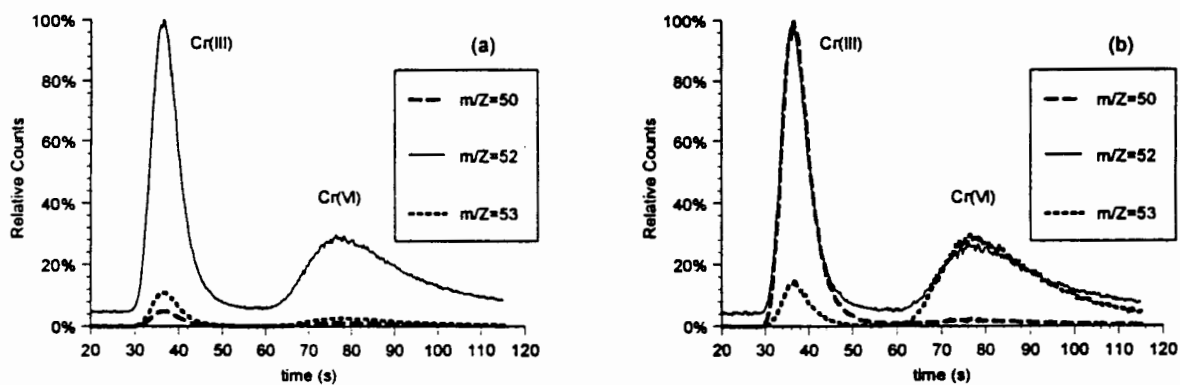 100%
80%
60%
40%
20%
0%
Relative Counts
20 30 40 50 60 70 80 90 100 110 120
time (s)
Cr(III)
Cr(VI)
(a)
m/Z=50
m/Z=52
m/Z=53
100%
80%
60%
40%
20%
0%
Relative Counts
20 30 40 50 60 70 80 90 100 110 120
time (s)
Cr(III)
Cr(VI)
(b)
m/Z=50
m/Z=52
m/Z=53